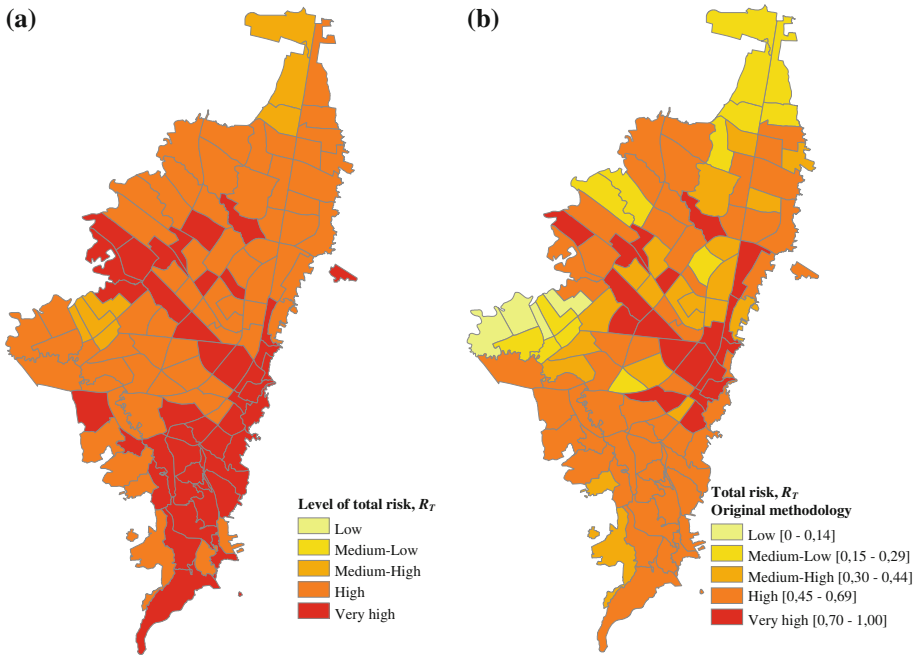 (a)
(b)
Level of total risk, R_T
Low
Medium-Low
Medium-High
High
Very high
Total risk, R_T
Original methodology
Low [0 - 0,14]
Medium-Low [0,15 - 0,29]
Medium-High [0,30 - 0,44]
High [0,45 - 0,69]
Very high [0,70 - 1,00]